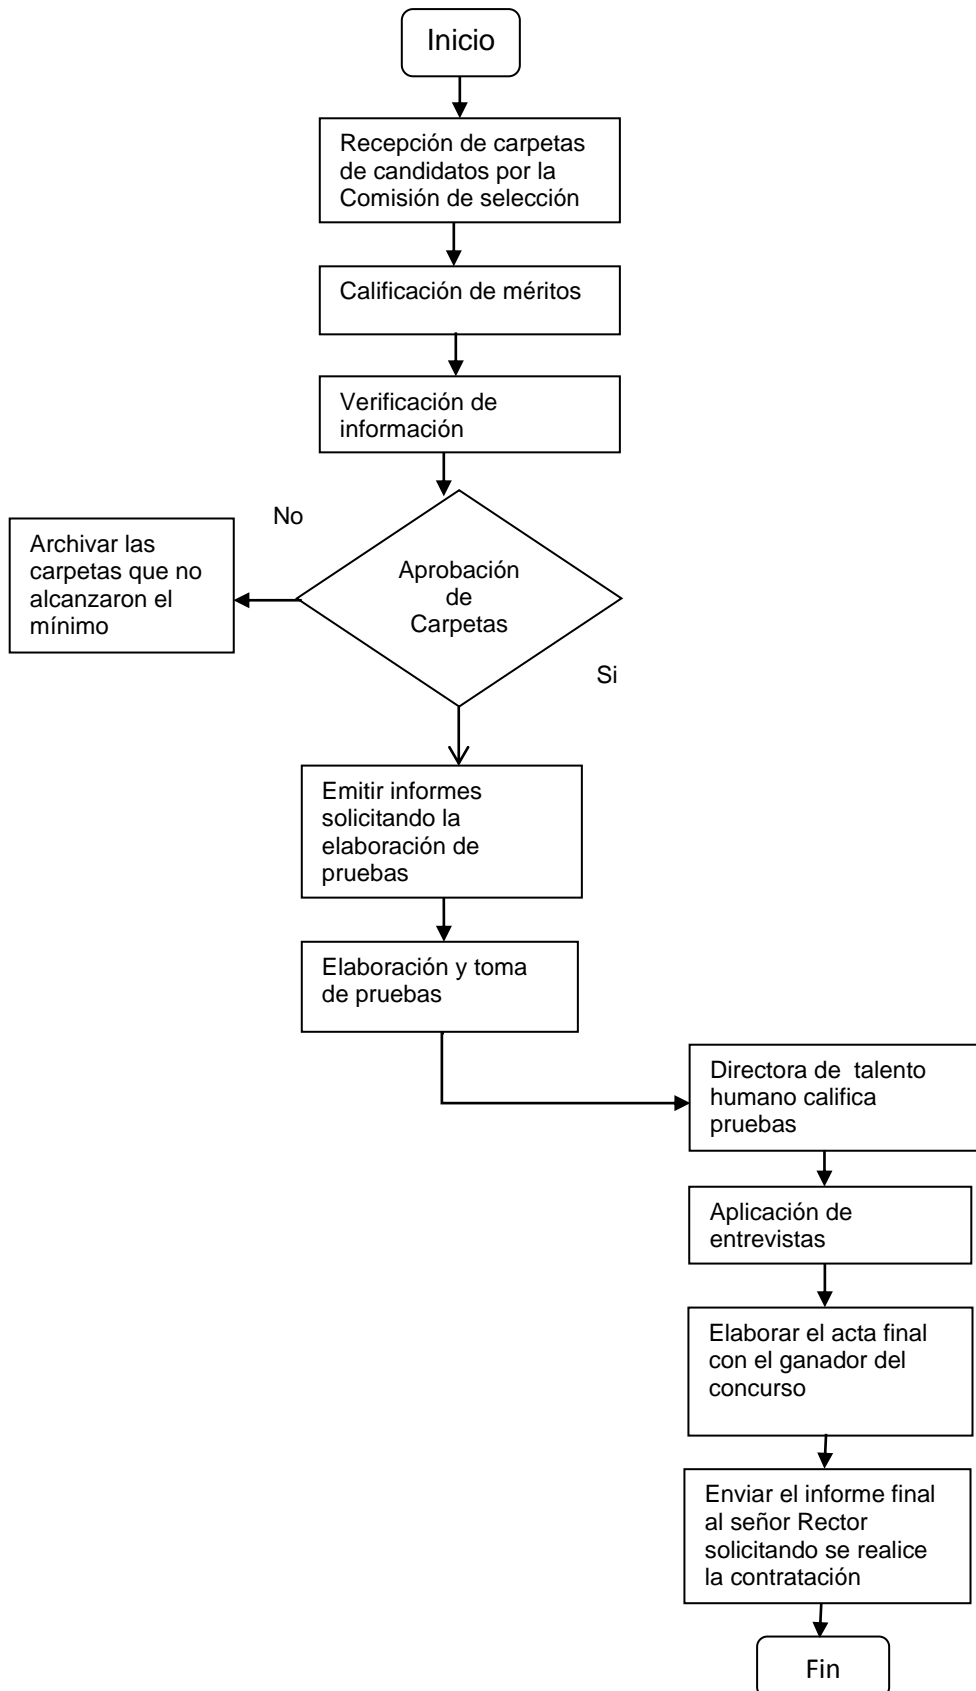 Inicio
Recepción de carpetas
de candidatos por la
Comisión de selección
Calificación de méritos
Verificación de
información
No
Archivar las
carpetas que no
alcanzaron el
mínimo
Aprobación
de
Carpetas
Si
Emitir informes
solicitando la
elaboración de
pruebas
Elaboración y toma
de pruebas
Directora de talento
humano califica
pruebas
Aplicación de
entrevistas
Elaborar el acta final
con el ganador del
concurso
Enviar el informe final
al señor Rector
solicitando se realice
la contratación
Fin